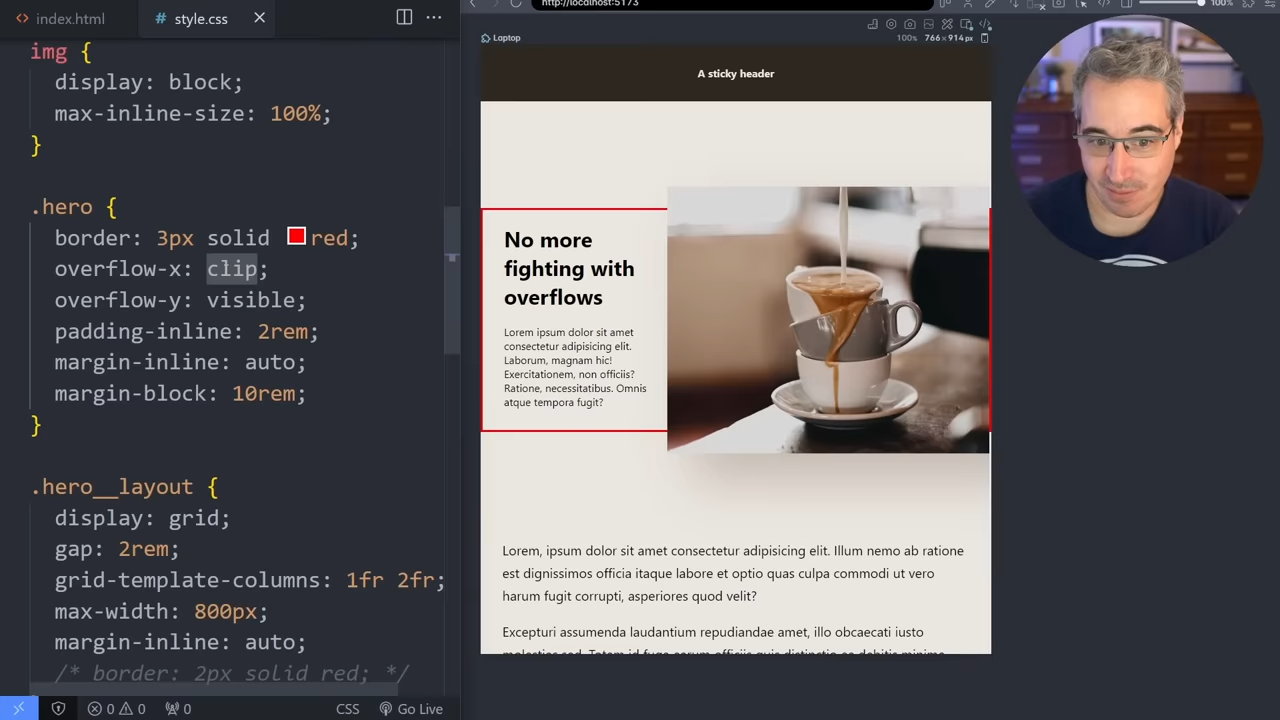 index.html
style.css
http://localhost:5173
100%
img {
display: block;
max-inline-size: 100%;
}
.hero {
border: 3px solid red;
overflow-x: clip;
overflow-y: visible;
padding-inline: 2rem;
margin-inline: auto;
margin-block: 10rem;
}
.hero__layout {
display: grid;
gap: 2rem;
grid-template-columns: 1fr 2fr;
max-width: 800px;
margin-inline: auto;
/* border: 2px solid red; */
0 0 0
CSS
Go Live
Laptop
100% 766 × 914 px
A sticky header
No more
fighting with
overflows
Lorem ipsum dolor sit amet
consectetur adipisicing elit.
Laborum, magnam hic!
Exercitationem, non officiis?
Ratione, necessitatibus. Omnis
atque tempora fugit?
Lorem, ipsum dolor sit amet consectetur adipisicing elit. Illum nemo ab ratione
est dignissimos officia itaque labore et optio quas culpa commodi ut vero
harum fugit corrupti, asperiores quod velit?
Excepturi assumenda laudantium repudiandae amet, illo obcaecati iusto